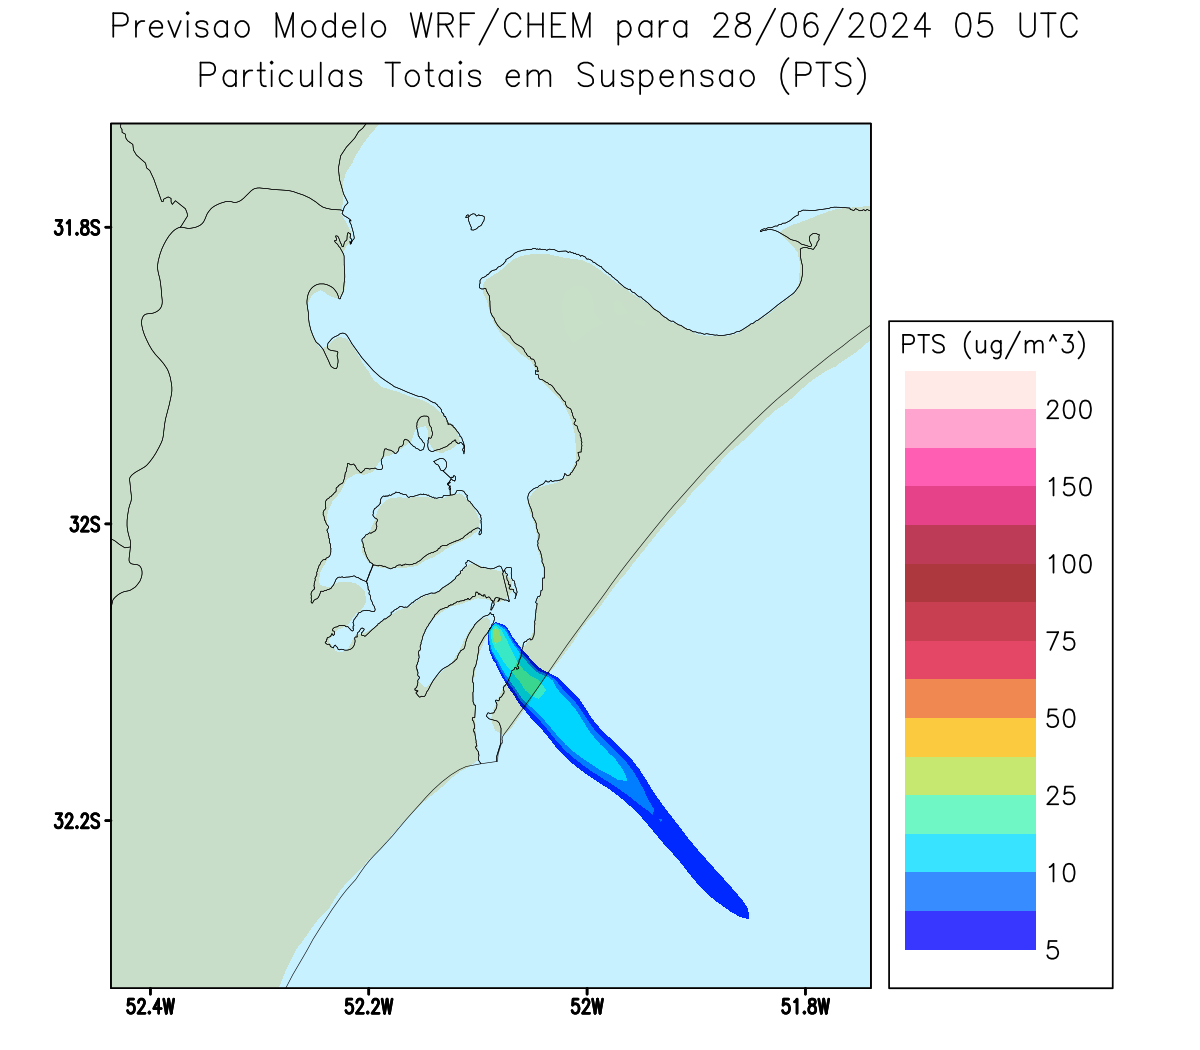 Previsao Modelo WRF/CHEM para 28/06/2024 05 UTC
Particulas Totais em Suspensao (PTS)
31.8S
32S
32.2S
52.4W
52.2W
52W
51.8W
PTS (ug/m^3)
200
150
100
75
50
25
10
5